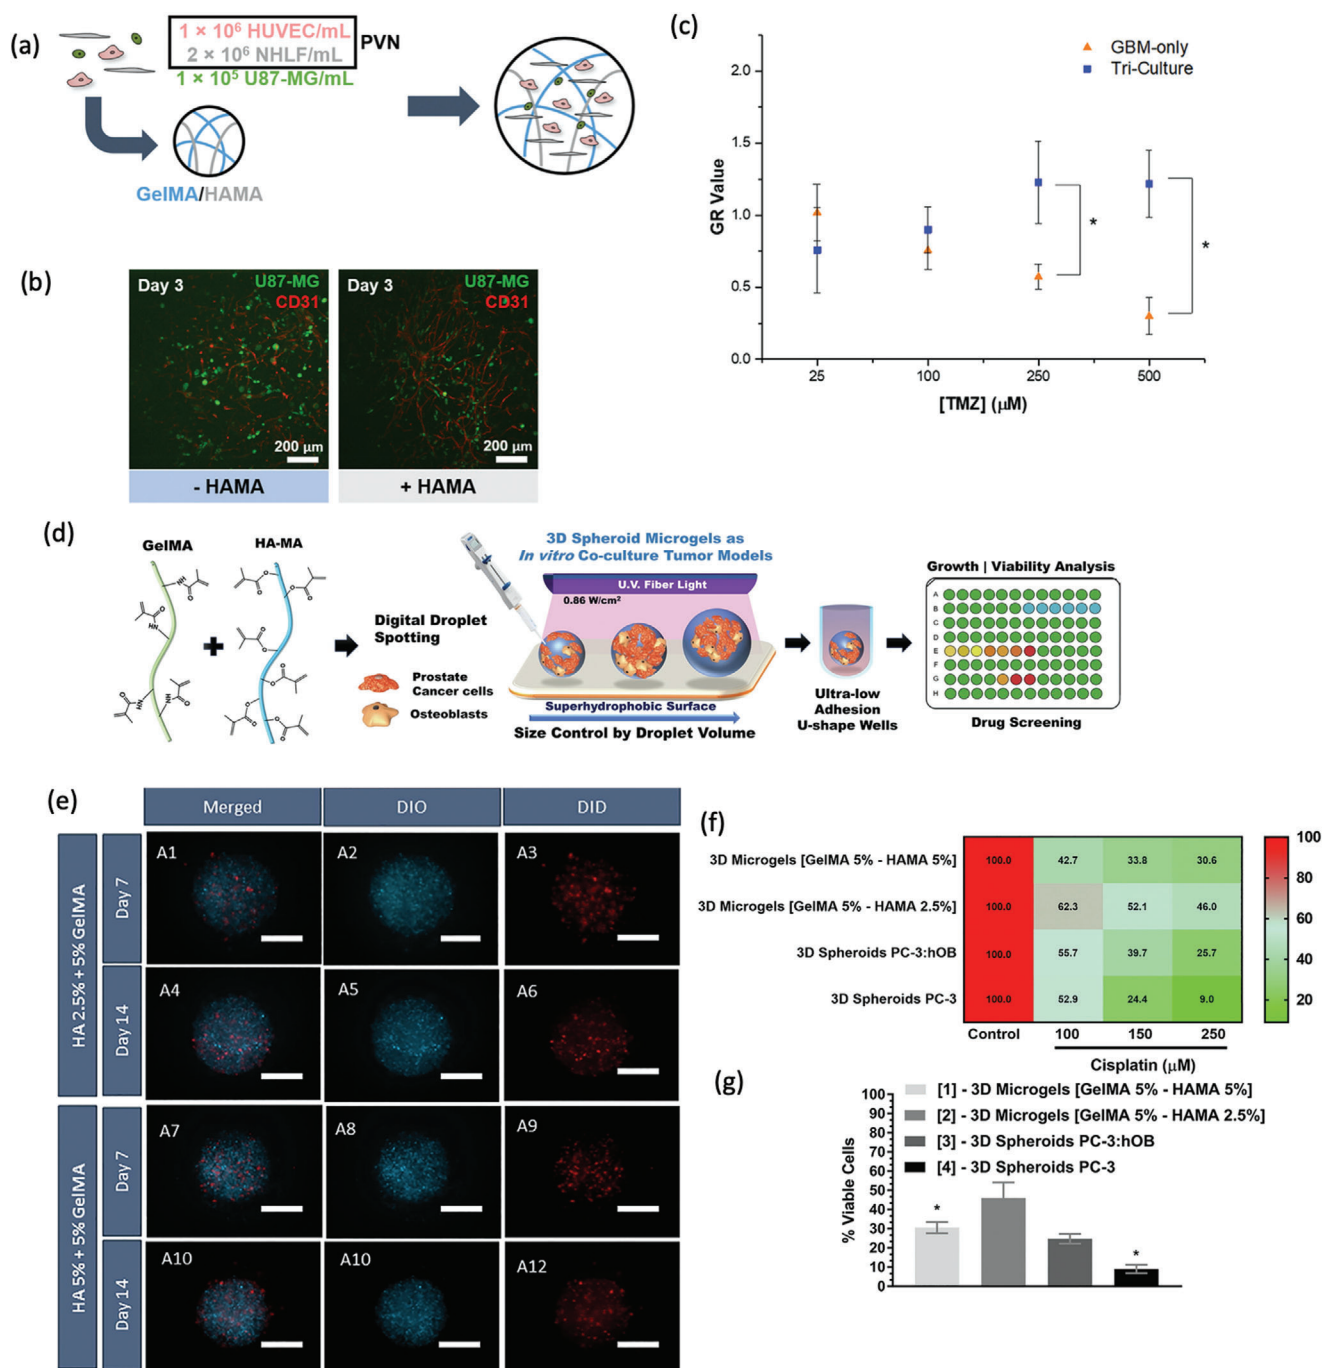 (a)
1 × 10⁶ HUVEC/mL
2 × 10⁶ NHLF/mL
PVN
1 × 10⁵ U87-MG/mL
GelMA/HAMA
(b)
Day 3
U87-MG
CD31
200 µm
- HAMA
Day 3
U87-MG
CD31
200 µm
+ HAMA
(c)
GBM-only
Tri-Culture
2.0
1.5
1.0
0.5
0.0
GR Value
*
*
25
100
250
500
[TMZ] (µM)
(d)
GelMA
HA-MA
NH
O
HN
O
NH
O
HN
O
O
O
O
O
O
O
O
O
O
O
O
O
Digital Droplet
Spotting
Prostate
Cancer cells
Osteoblasts
3D Spheroid Microgels as
In vitro Co-culture Tumor Models
U.V. Fiber Light
0.86 W/cm²
Superhydrophobic Surface
Size Control by Droplet Volume
Ultra-low
Adhesion
U-shape Wells
Growth | Viability Analysis
A
B
C
D
E
F
G
H
Drug Screening
(e)
Merged
DIO
DID
HA 2.5% + 5% GelMA
Day 7
A1
A2
A3
Day 14
A4
A5
A6
HA 5% + 5% GelMA
Day 7
A7
A8
A9
Day 14
A10
A10
A12
(f)
3D Microgels [GelMA 5% - HAMA 5%]
100.0
42.7
33.8
30.6
3D Microgels [GelMA 5% - HAMA 2.5%]
100.0
62.3
52.1
46.0
3D Spheroids PC-3:hOB
100.0
55.7
39.7
25.7
3D Spheroids PC-3
100.0
52.9
24.4
9.0
Control
100
150
250
Cisplatin (µM)
100
80
60
40
20
(g)
[1] - 3D Microgels [GelMA 5% - HAMA 5%]
[2] - 3D Microgels [GelMA 5% - HAMA 2.5%]
[3] - 3D Spheroids PC-3:hOB
[4] - 3D Spheroids PC-3
% Viable Cells
100
90
80
70
60
50
40
30
20
10
0
*
*